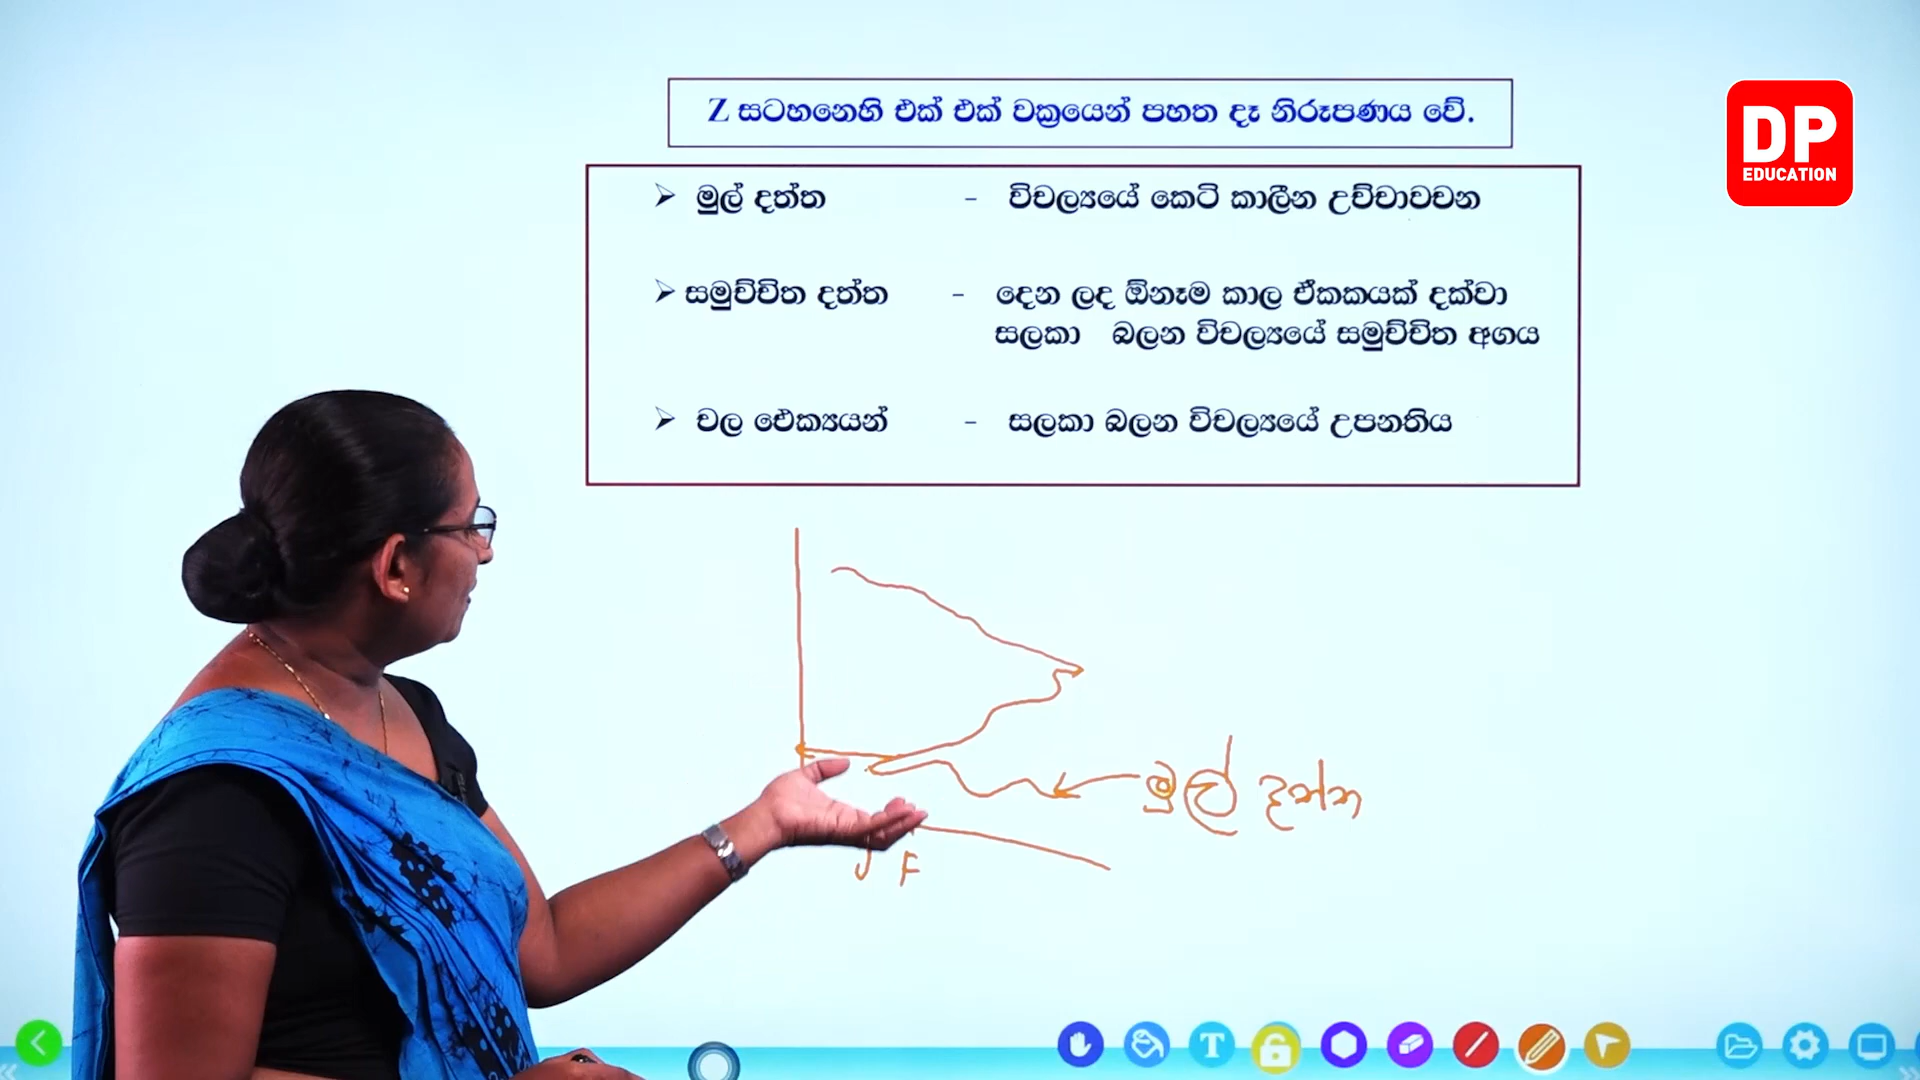 Z සටහනෙහි එක් එක් වක්‍රයෙන් පහත දෑ නිරූපණය වේ.
DP
EDUCATION
➢ මුල් දත්ත - විචල්‍යයේ කෙටි කාලීන උච්චාවචන
➢ සමුච්චිත දත්ත - දෙන ලද ඕනෑම කාල ඒකකයක් දක්වා
සලකා බලන විචල්‍යයේ සමුච්චිත අගය
➢ චල ඓක්‍යයන් - සලකා බලන විචල්‍යයේ උපනතිය
මුල් දත්ත
J F
T